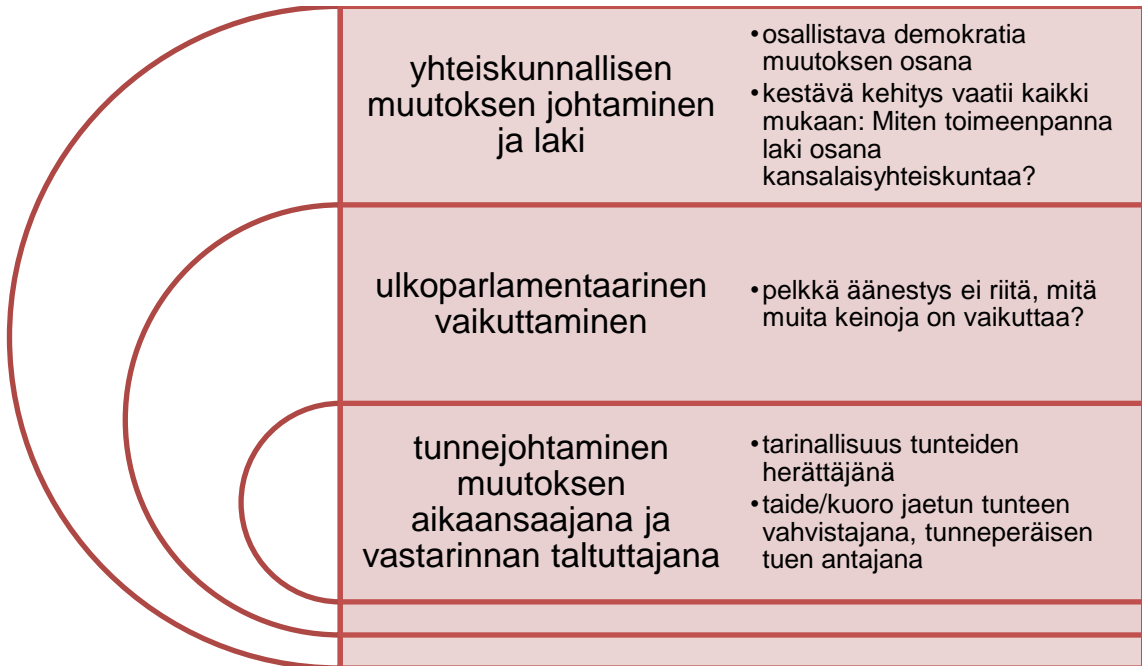 yhteiskunnallisen
muutoksen johtaminen
ja laki
•osallistava demokratia
muutoksen osana
•kestävä kehitys vaatii kaikki
mukaan: Miten toimeenpanna
laki osana
kansalaisyhteiskuntaa?
ulkoparlamentaarinen
vaikuttaminen
•pelkkä äänestys ei riitä, mitä
muita keinoja on vaikuttaa?
tunnejohtaminen
muutoksen
aikaansaajana ja
vastarinnan taltuttajana
•tarinallisuus tunteiden
herättäjänä
•taide/kuoro jaetun tunteen
vahvistajana, tunneperäisen
tuen antajana